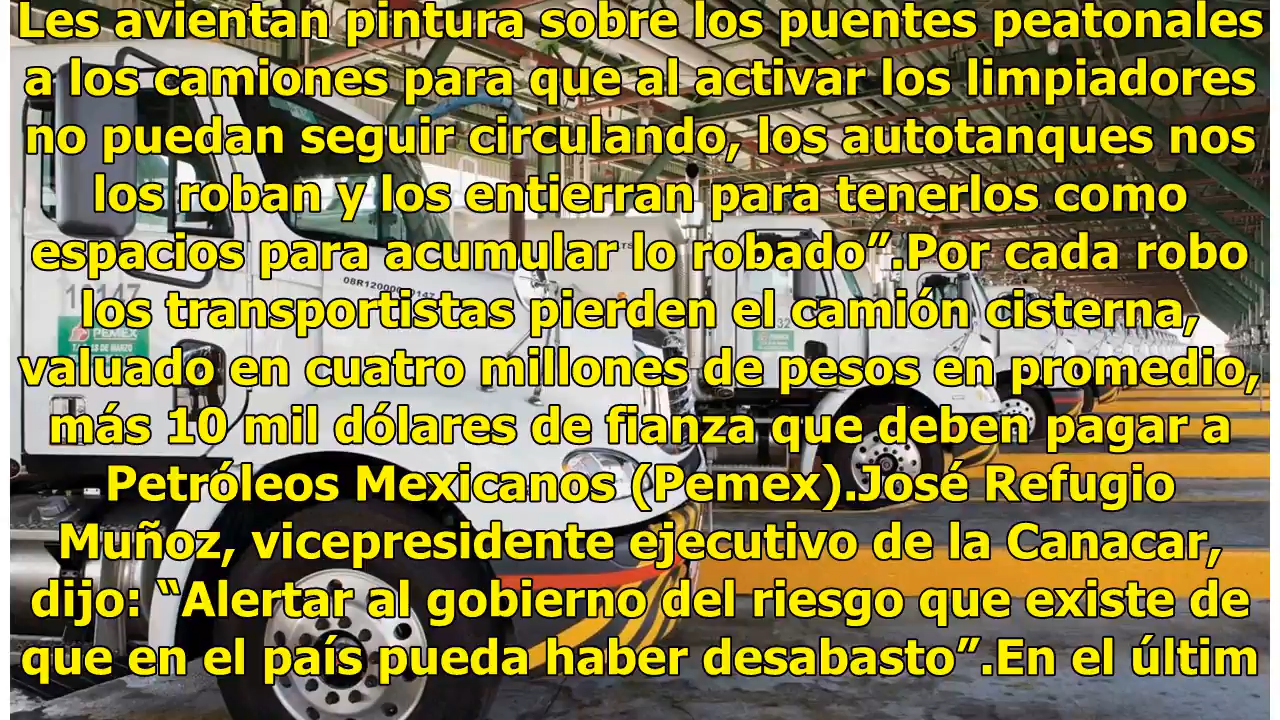 Les avientan pintura sobre los puentes peatonales
a los camiones para que al activar los limpiadores
no puedan seguir circulando, los autotanques nos
los roban y los entierran para tenerlos como
espacios para acumular lo robado”.Por cada robo
los transportistas pierden el camión cisterna,
valuado en cuatro millones de pesos en promedio,
más 10 mil dólares de fianza que deben pagar a
Petróleos Mexicanos (Pemex).José Refugio
Muñoz, vicepresidente ejecutivo de la Canacar,
dijo: “Alertar al gobierno del riesgo que existe de
que en el país pueda haber desabasto”.En el últim
PEMEX